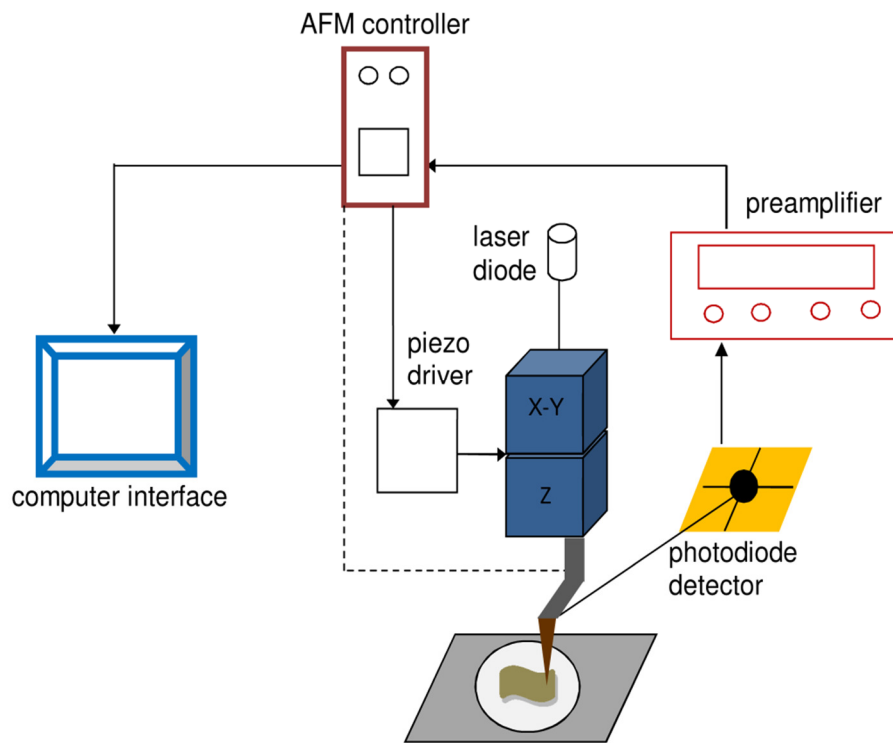 AFM controller
preamplifier
laser
diode
piezo
driver
X-Y
Z
computer interface
photodiode
detector